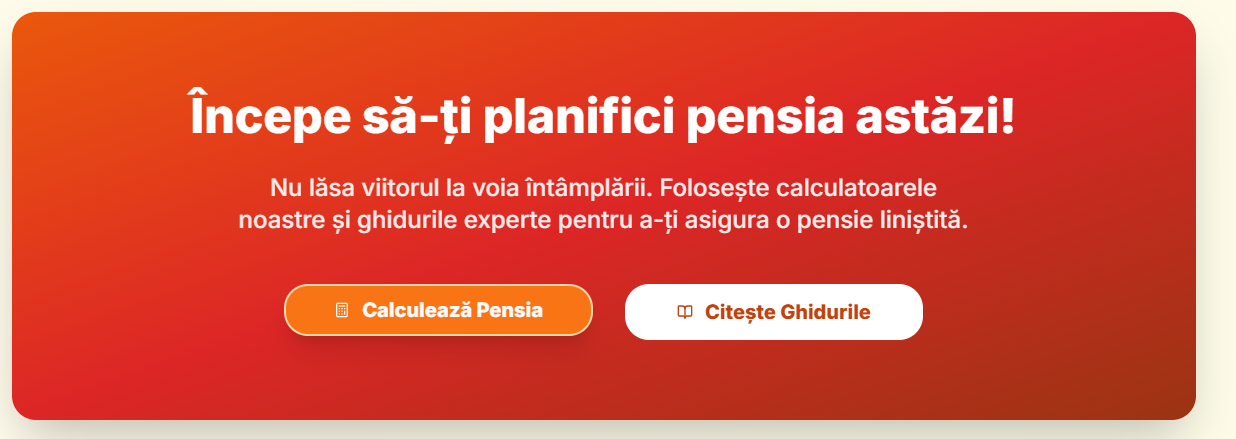 Începe să-ți planifici pensia astăzi!
Nu lăsa viitorul la voia întâmplării. Folosește calculatoarele
noastre și ghidurile experte pentru a-ți asigura o pensie liniștită.
Calculează Pensia
Citește Ghidurile